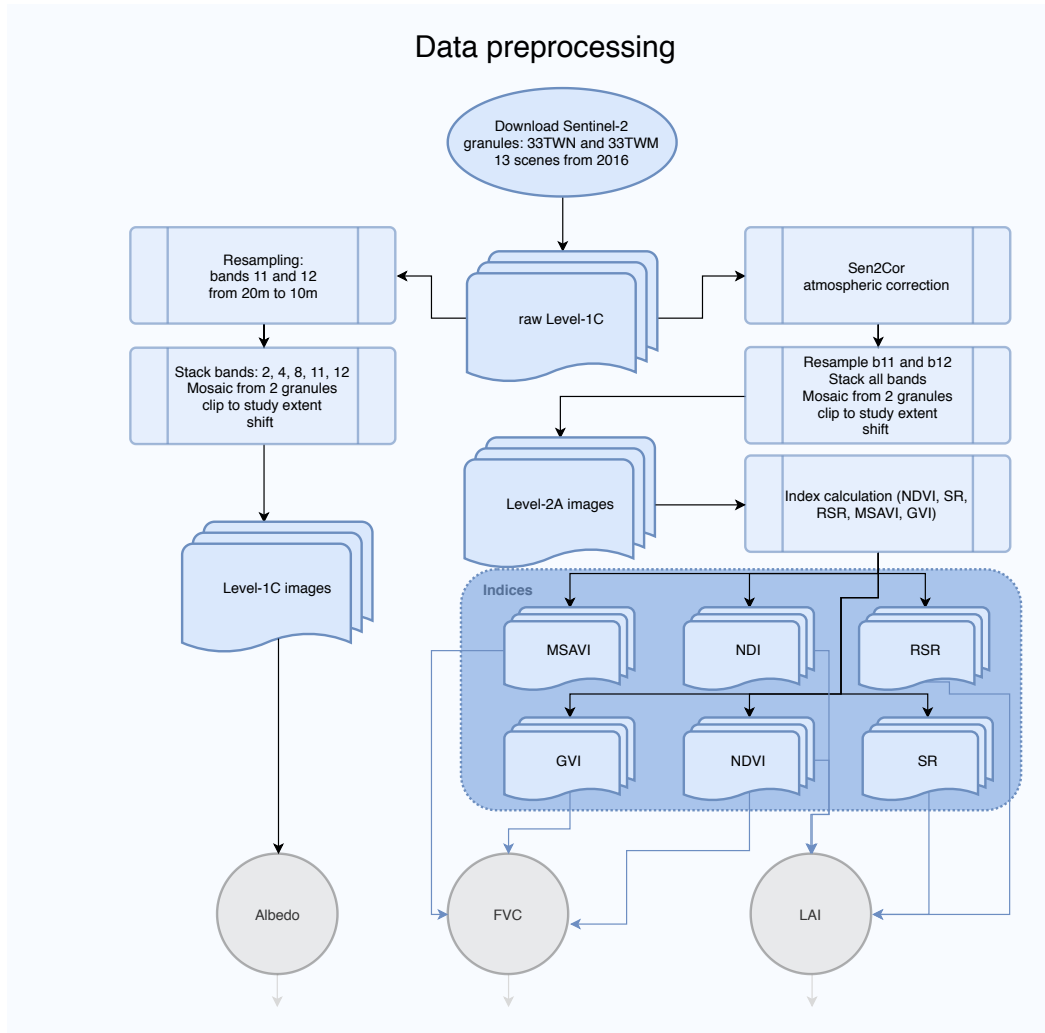 Data preprocessing
Download Sentinel-2
granules: 33TWN and 33TWM
13 scenes from 2016
Resampling:
bands 11 and 12
from 20m to 10m
raw Level-1C
Sen2Cor
atmospheric correction
Stack bands: 2, 4, 8, 11, 12
Mosaic from 2 granules
clip to study extent
shift
Resample b11 and b12
Stack all bands
Mosaic from 2 granules
clip to study extent
shift
Level-2A images
Index calculation (NDVI, SR,
RSR, MSAVI, GVI)
Level-1C images
Indices
MSAVI
NDI
RSR
GVI
NDVI
SR
Albedo
FVC
LAI